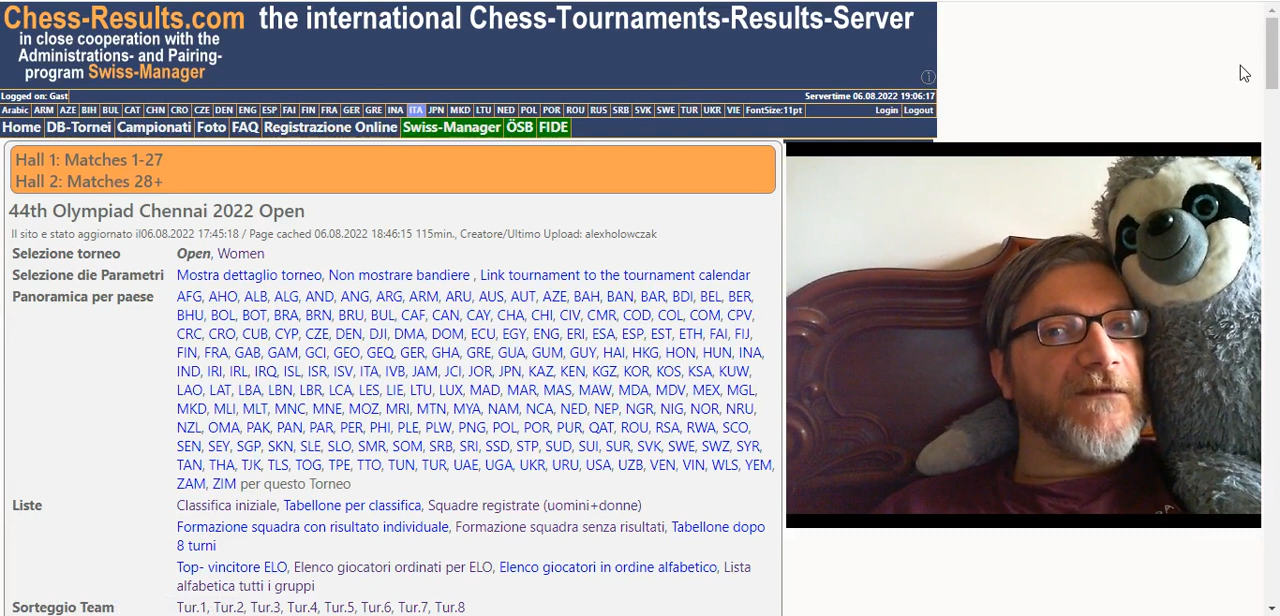 Chess-Results.com the international Chess-Tournaments-Results-Server
in close cooperation with the
Administrations- and Pairing-
program Swiss-Manager
Logged on: Gast
Servertime 06.08.2022 19:06:17
Arabic ARM AZE BIH BUL CAT CHN CRO CZE DEN ENG ESP FAI FIN FRA GER GRE INA ITA JPN MKD LTU NED POL POR ROU RUS SRB SVK SWE TUR UKR VIE FontSize:11pt
Login Logout
Home DB-Tornei Campionati Foto FAQ Registrazione Online Swiss-Manager ÖSB FIDE
Hall 1: Matches 1-27
Hall 2: Matches 28+
44th Olympiad Chennai 2022 Open
Il sito e stato aggiornato il06.08.2022 17:45:18 / Page cached 06.08.2022 18:46:15 115min., Creatore/Ultimo Upload: alexholowczak
Selezione torneo Open, Women
Selezione die Parametri Mostra dettaglio torneo, Non mostrare bandiere , Link tournament to the tournament calendar
Panoramica per paese AFG, AHO, ALB, ALG, AND, ANG, ARG, ARM, ARU, AUS, AUT, AZE, BAH, BAN, BAR, BDI, BEL, BER,
BHU, BOL, BOT, BRA, BRN, BRU, BUL, CAF, CAN, CAY, CHA, CHI, CIV, CMR, COD, COL, COM, CPV,
CRC, CRO, CUB, CYP, CZE, DEN, DJI, DMA, DOM, ECU, EGY, ENG, ERI, ESA, ESP, EST, ETH, FAI, FIJ,
FIN, FRA, GAB, GAM, GCI, GEO, GEQ, GER, GHA, GRE, GUA, GUM, GUY, HAI, HKG, HON, HUN, INA,
IND, IRI, IRL, IRQ, ISL, ISR, ISV, ITA, IVB, JAM, JCI, JOR, JPN, KAZ, KEN, KGZ, KOR, KOS, KSA, KUW,
LAO, LAT, LBA, LBN, LBR, LCA, LES, LIE, LTU, LUX, MAD, MAR, MAS, MAW, MDA, MDV, MEX, MGL,
MKD, MLI, MLT, MNC, MNE, MOZ, MRI, MTN, MYA, NAM, NCA, NED, NEP, NGR, NIG, NOR, NRU,
NZL, OMA, PAK, PAN, PAR, PER, PHI, PLE, PLW, PNG, POL, POR, PUR, QAT, ROU, RSA, RWA, SCO,
SEN, SEY, SGP, SKN, SLE, SLO, SMR, SOM, SRB, SRI, SSD, STP, SUD, SUI, SUR, SVK, SWE, SWZ, SYR,
TAN, THA, TJK, TLS, TOG, TPE, TTO, TUN, TUR, UAE, UGA, UKR, URU, USA, UZB, VEN, VIN, WLS, YEM,
ZAM, ZIM per questo Torneo
Liste Classifica iniziale, Tabellone per classifica, Squadre registrate (uomini+donne)
Formazione squadra con risultato individuale, Formazione squadra senza risultati, Tabellone dopo
8 turni
Top- vincitore ELO, Elenco giocatori ordinati per ELO, Elenco giocatori in ordine alfabetico, Lista
alfabetica tutti i gruppi
Sorteggio Team Tur.1, Tur.2, Tur.3, Tur.4, Tur.5, Tur.6, Tur.7, Tur.8